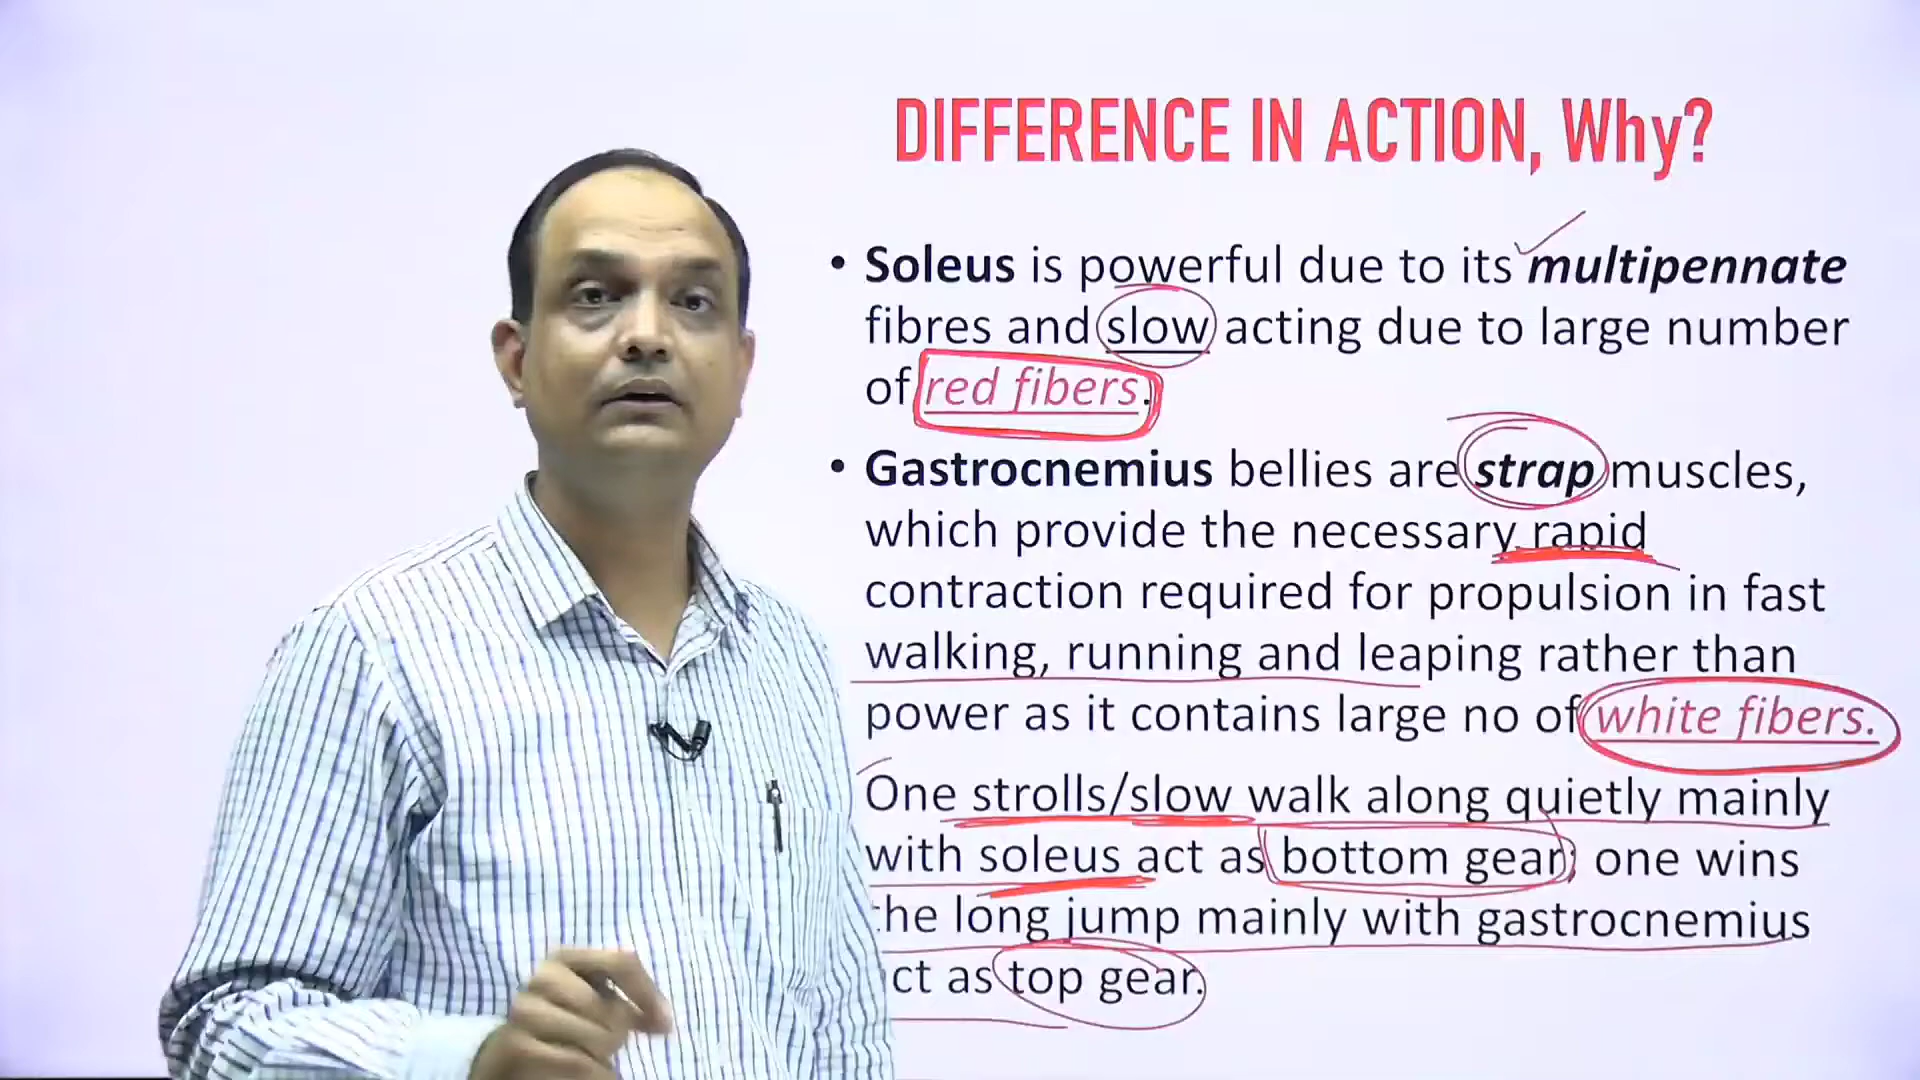 DIFFERENCE IN ACTION, Why?
• Soleus is powerful due to its multipennate
fibres and slow acting due to large number
of red fibers.
• Gastrocnemius bellies are strap muscles,
which provide the necessary rapid
contraction required for propulsion in fast
walking, running and leaping rather than
power as it contains large no of white fibers.
One strolls/slow walk along quietly mainly
with soleus act as bottom gear; one wins
he long jump mainly with gastrocnemius
ct as top gear.